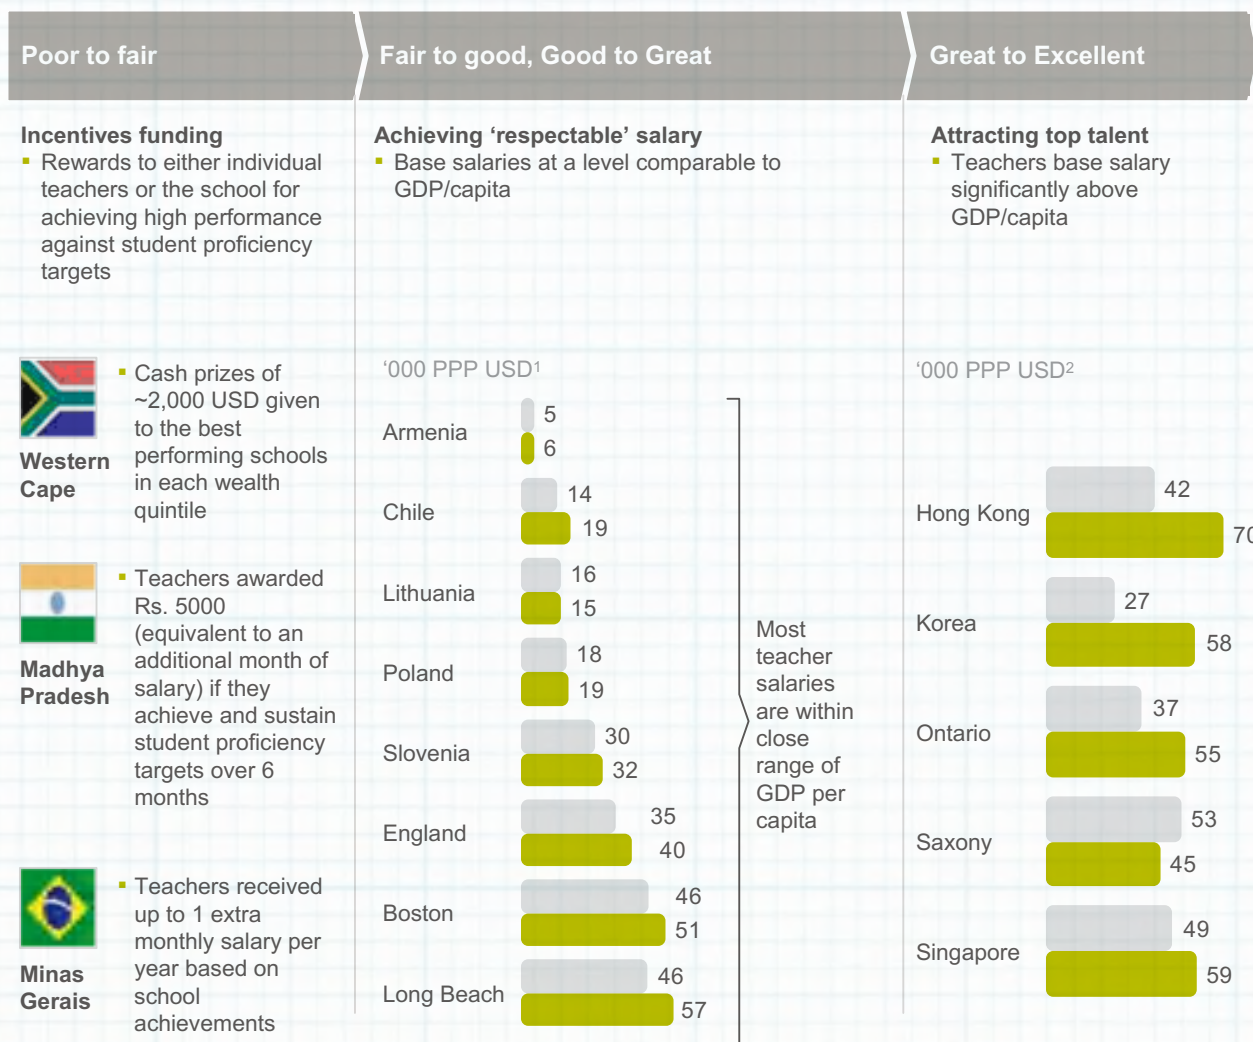 Poor to fair
Fair to good, Good to Great
Great to Excellent
Incentives funding
▪ Rewards to either individual
teachers or the school for
achieving high performance
against student proficiency
targets
Western
Cape
▪ Cash prizes of
~2,000 USD given
to the best
performing schools
in each wealth
quintile
Madhya
Pradesh
▪ Teachers awarded
Rs. 5000
(equivalent to an
additional month of
salary) if they
achieve and sustain
student proficiency
targets over 6
months
Minas
Gerais
▪ Teachers received
up to 1 extra
monthly salary per
year based on
school
achievements
Achieving ‘respectable’ salary
▪ Base salaries at a level comparable to
GDP/capita
‘000 PPP USD¹
Armenia
5
6
Chile
14
19
Lithuania
16
15
Poland
18
19
Slovenia
30
32
England
35
40
Boston
46
51
Long Beach
46
57
Most
teacher
salaries
are within
close
range of
GDP per
capita
Attracting top talent
▪ Teachers base salary
significantly above
GDP/capita
‘000 PPP USD²
Hong Kong
42
70
Korea
27
58
Ontario
37
55
Saxony
53
45
Singapore
49
59